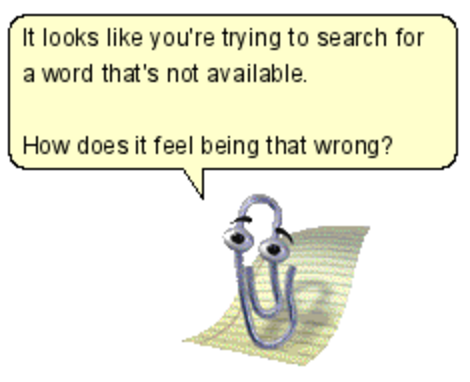 It looks like you're trying to search for
a word that's not available.
How does it feel being that wrong?